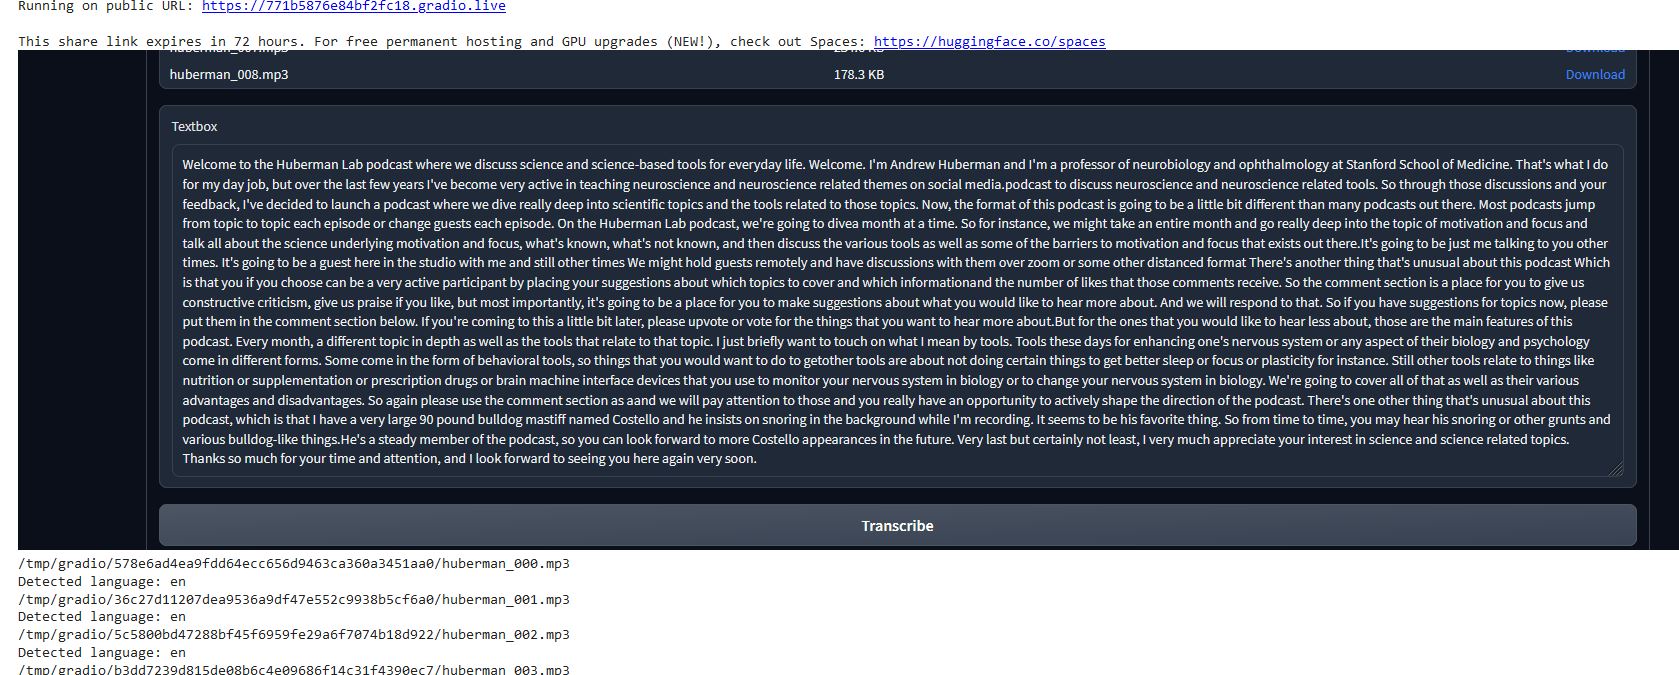 Running on public URL: https://771b5876e84bf2fc18.gradio.live
This share link expires in 72 hours. For free permanent hosting and GPU upgrades (NEW!), check out Spaces: https://huggingface.co/spaces
huberman_008.mp3 178.3 KB Download
Textbox
Welcome to the Huberman Lab podcast where we discuss science and science-based tools for everyday life. Welcome. I'm Andrew Huberman and I'm a professor of neurobiology and ophthalmology at Stanford School of Medicine. That's what I do
for my day job, but over the last few years I've become very active in teaching neuroscience and neuroscience related themes on social media.podcast to discuss neuroscience and neuroscience related tools. So through those discussions and your
feedback, I've decided to launch a podcast where we dive really deep into scientific topics and the tools related to those topics. Now, the format of this podcast is going to be a little bit different than many podcasts out there. Most podcasts jump
from topic to topic each episode or change guests each episode. On the Huberman Lab podcast, we're going to divea month at a time. So for instance, we might take an entire month and go really deep into the topic of motivation and focus and
talk all about the science underlying motivation and focus, what's known, what's not known, and then discuss the various tools as well as some of the barriers to motivation and focus that exists out there.It's going to be just me talking to you other
times. It's going to be a guest here in the studio with me and still other times We might hold guests remotely and have discussions with them over zoom or some other distanced format There's another thing that's unusual about this podcast Which
is that you if you choose can be a very active participant by placing your suggestions about which topics to cover and which informationand the number of likes that those comments receive. So the comment section is a place for you to give us
constructive criticism, give us praise if you like, but most importantly, it's going to be a place for you to make suggestions about what you would like to hear more about. And we will respond to that. So if you have suggestions for topics now, please
put them in the comment section below. If you're coming to this a little bit later, please upvote or vote for the things that you want to hear more about.But for the ones that you would like to hear less about, those are the main features of this
podcast. Every month, a different topic in depth as well as the tools that relate to that topic. I just briefly want to touch on what I mean by tools. Tools these days for enhancing one's nervous system or any aspect of their biology and psychology
come in different forms. Some come in the form of behavioral tools, so things that you would want to do to getother tools are about not doing certain things to get better sleep or focus or plasticity for instance. Still other tools relate to things like
nutrition or supplementation or prescription drugs or brain machine interface devices that you use to monitor your nervous system in biology or to change your nervous system in biology. We're going to cover all of that as well as their various
advantages and disadvantages. So again please use the comment section as aand we will pay attention to those and you really have an opportunity to actively shape the direction of the podcast. There's one other thing that's unusual about this
podcast, which is that I have a very large 90 pound bulldog mastiff named Costello and he insists on snoring in the background while I'm recording. It seems to be his favorite thing. So from time to time, you may hear his snoring or other grunts and
various bulldog-like things.He's a steady member of the podcast, so you can look forward to more Costello appearances in the future. Very last but certainly not least, I very much appreciate your interest in science and science related topics.
Thanks so much for your time and attention, and I look forward to seeing you here again very soon.
Transcribe
/tmp/gradio/578e6ad4ea9fdd64ecc656d9463ca360a3451aa0/huberman_000.mp3
Detected language: en
/tmp/gradio/36c27d11207dea9536a9df47e552c9938b5cf6a0/huberman_001.mp3
Detected language: en
/tmp/gradio/5c5800bd47288bf45f6959fe29a6f7074b18d922/huberman_002.mp3
Detected language: en
/tmp/gradio/b3dd7239d815de08b6c4e09686f14c31f4390ec7/huberman_003.mp3